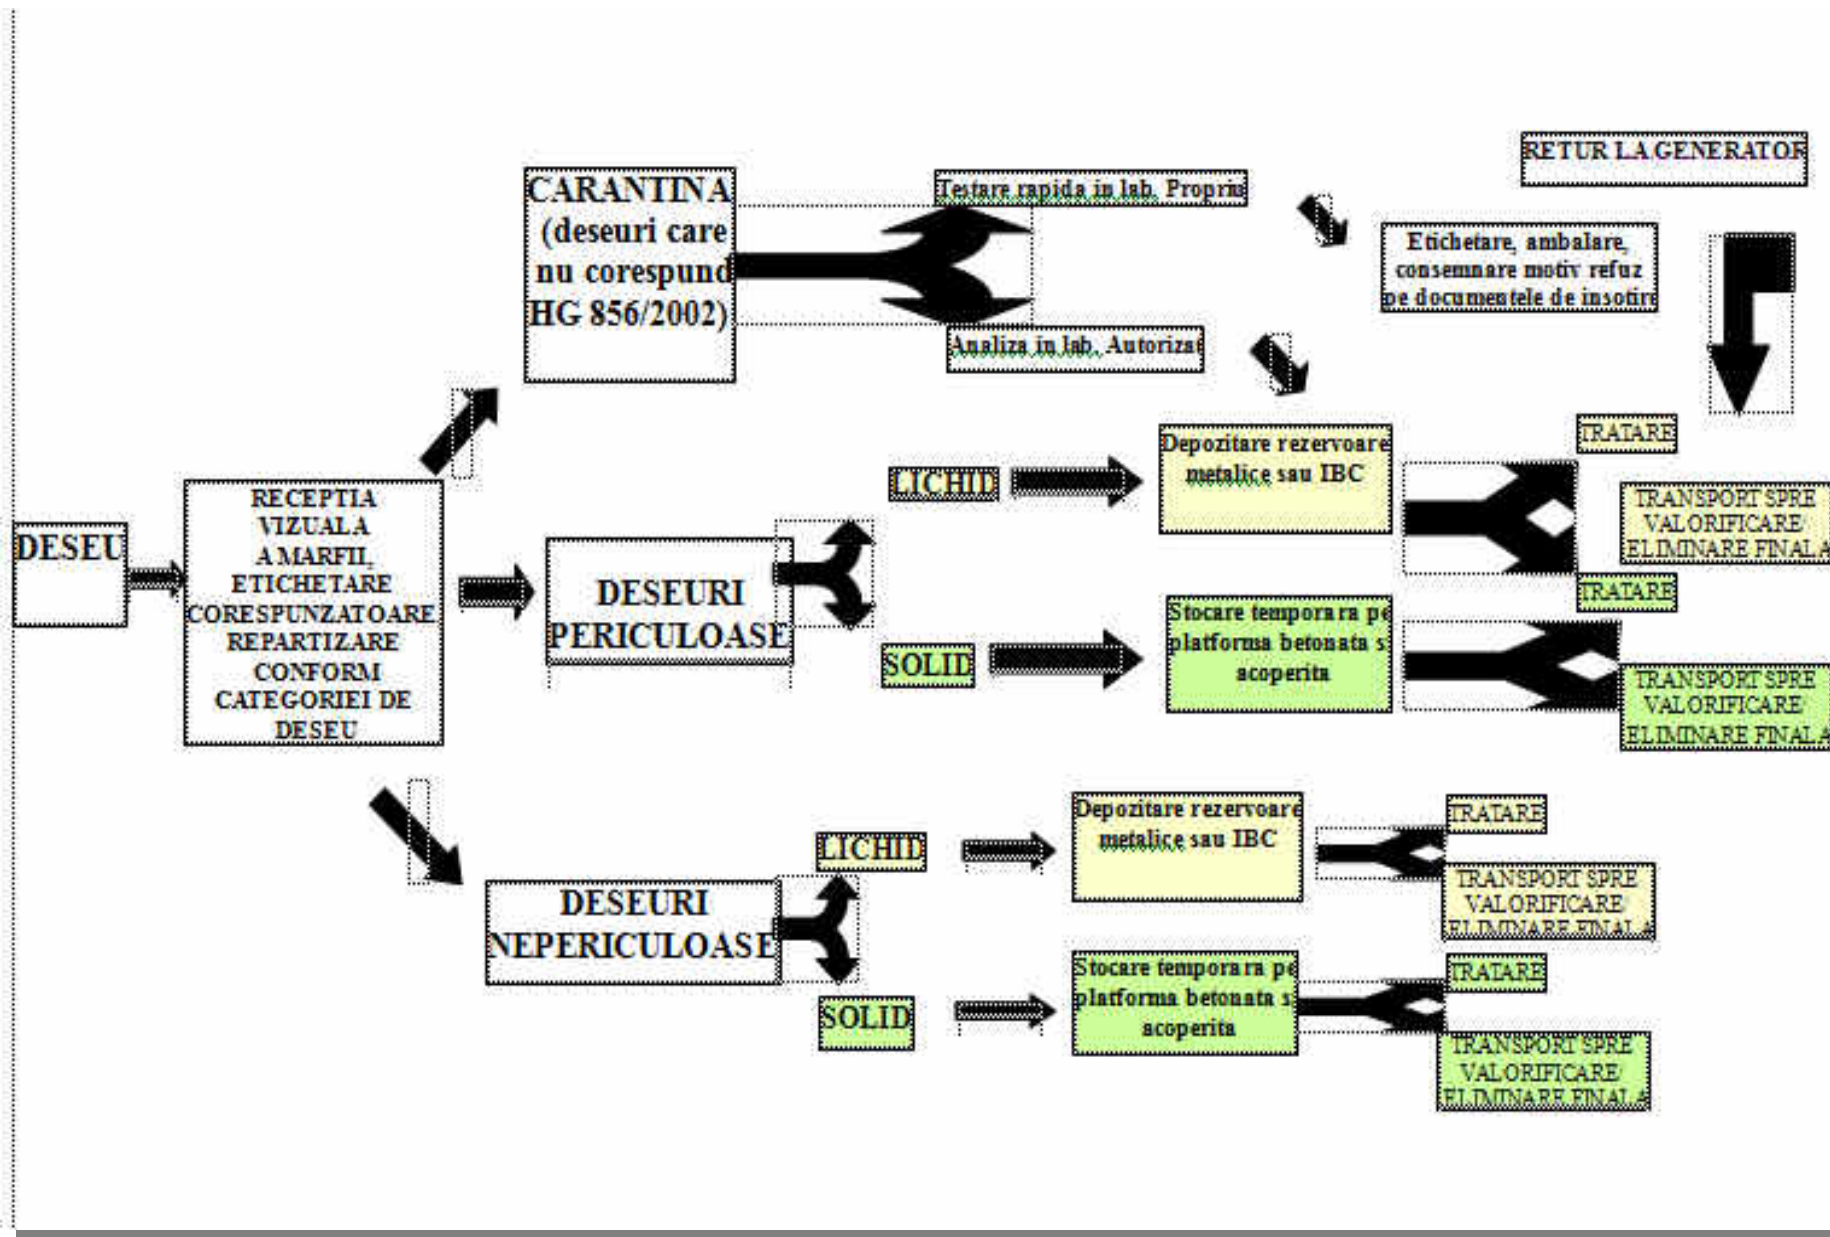 DESEU
RECEPTIA
VIZUALA
A MARFII,
ETICHETARE
CORESPUNZATOARE
REPARTIZARE
CONFORM
CATEGORIEI DE
DESEU
CARANTINA
(deseuri care
nu corespund
HG 856/2002)
Testare rapida in lab. Propriu
Analiza in lab. Autorizat
RETUR LA GENERATOR
Etichetare, ambalare,
consemnare motiv refuz
pe documentele de insotire
DESEURI
PERICULOASE
LICHID
Depozitare rezervoare
metalice sau IBC
TRATARE
TRANSPORT SPRE
VALORIFICARE/
ELIMINARE FINALA
SOLID
Stocare temporara pe
platforma betonata s
acoperita
TRATARE
TRANSPORT SPRE
VALORIFICARE/
ELIMINARE FINALA
DESEURI
NEPERICULOASE
LICHID
Depozitare rezervoare
metalice sau IBC
TRATARE
TRANSPORT SPRE
VALORIFICARE/
ELIMINARE FINALA
SOLID
Stocare temporara pe
platforma betonata s
acoperita
TRATARE
TRANSPORT SPRE
VALORIFICARE/
ELIMINARE FINALA